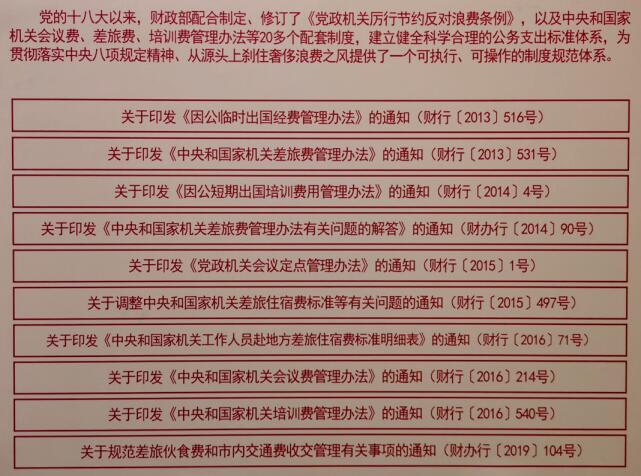 党的十八大以来，财政部配合制定、修订了《党政机关厉行节约反对浪费条例》，以及中央和国家
机关会议费、差旅费、培训费管理办法等20多个配套制度，建立健全科学合理的公务支出标准体系，为
贯彻落实中央八项规定精神、从源头上刹住奢侈浪费之风提供了一个可执行、可操作的制度规范体系。
关于印发《因公临时出国经费管理办法》的通知（财行〔2013〕516号）
关于印发《中央和国家机关差旅费管理办法》的通知（财行〔2013〕531号）
关于印发《因公短期出国培训费用管理办法》的通知（财行〔2014〕4号）
关于印发《中央和国家机关差旅费管理办法有关问题的解答》的通知（财办行〔2014〕90号）
关于印发《党政机关会议定点管理办法》的通知（财行〔2015〕1号）
关于调整中央和国家机关差旅住宿费标准等有关问题的通知（财行〔2015〕497号）
关于印发《中央和国家机关工作人员赴地方差旅住宿费标准明细表》的通知（财行〔2016〕71号）
关于印发《中央和国家机关会议费管理办法》的通知（财行〔2016〕214号）
关于印发《中央和国家机关培训费管理办法》的通知（财行〔2016〕540号）
关于规范差旅伙食费和市内交通费收交管理有关事项的通知（财办行〔2019〕104号）